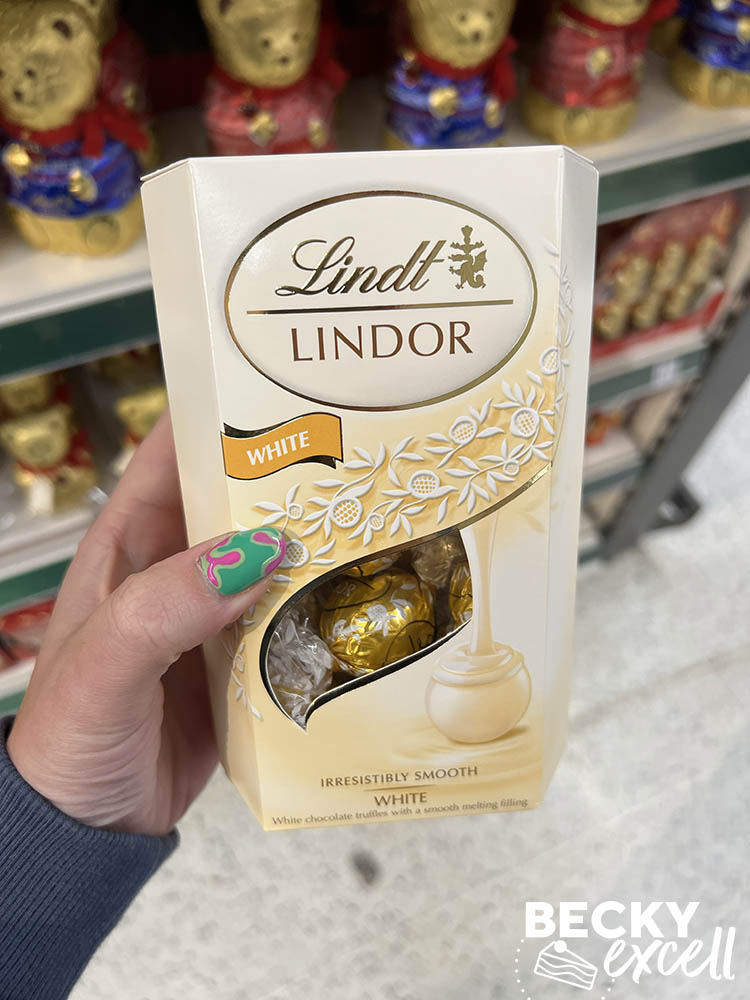 Lindt
LINDOR
WHITE
IRRESISTIBLY SMOOTH
WHITE
White chocolate truffles with a smooth melting filling
BECKY
excell